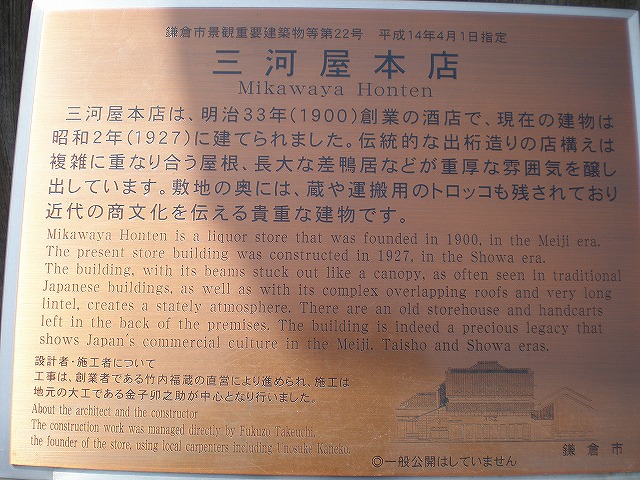 鎌倉市景観重要建築物等第22号　平成14年4月1日指定
三河屋本店
Mikawaya Honten
三河屋本店は、明治33年(1900)創業の酒店で、現在の建物は
昭和2年(1927)に建てられました。伝統的な出桁造りの店構えは
複雑に重なり合う屋根、長大な差鴨居などが重厚な雰囲気を醸し
出しています。敷地の奥には、蔵や運搬用のトロッコも残されており
近代の商文化を伝える貴重な建物です。
Mikawaya Honten is a liquor store that was founded in 1900, in the Meiji era.
The present store building was constructed in 1927, in the Showa era.
The building, with its beams stuck out like a canopy, as often seen in traditional
Japanese buildings, as well as with its complex overlapping roofs and very long
lintel, creates a stately atmosphere. There are an old storehouse and handcarts
left in the back of the premises. The building is indeed a precious legacy that
shows Japan's commercial culture in the Meiji, Taisho and Showa eras.
設計者・施工者について
工事は、創業者である竹内福蔵の直営により進められ、施工は
地元の大工である金子卯之助が中心となり行いました。
About the architect and the constructor
The construction work was managed directly by Fukuzo Takeuchi,
the founder of the store, using local carpenters including Unosuke Kaneko.
鎌倉市
◎一般公開はしていません